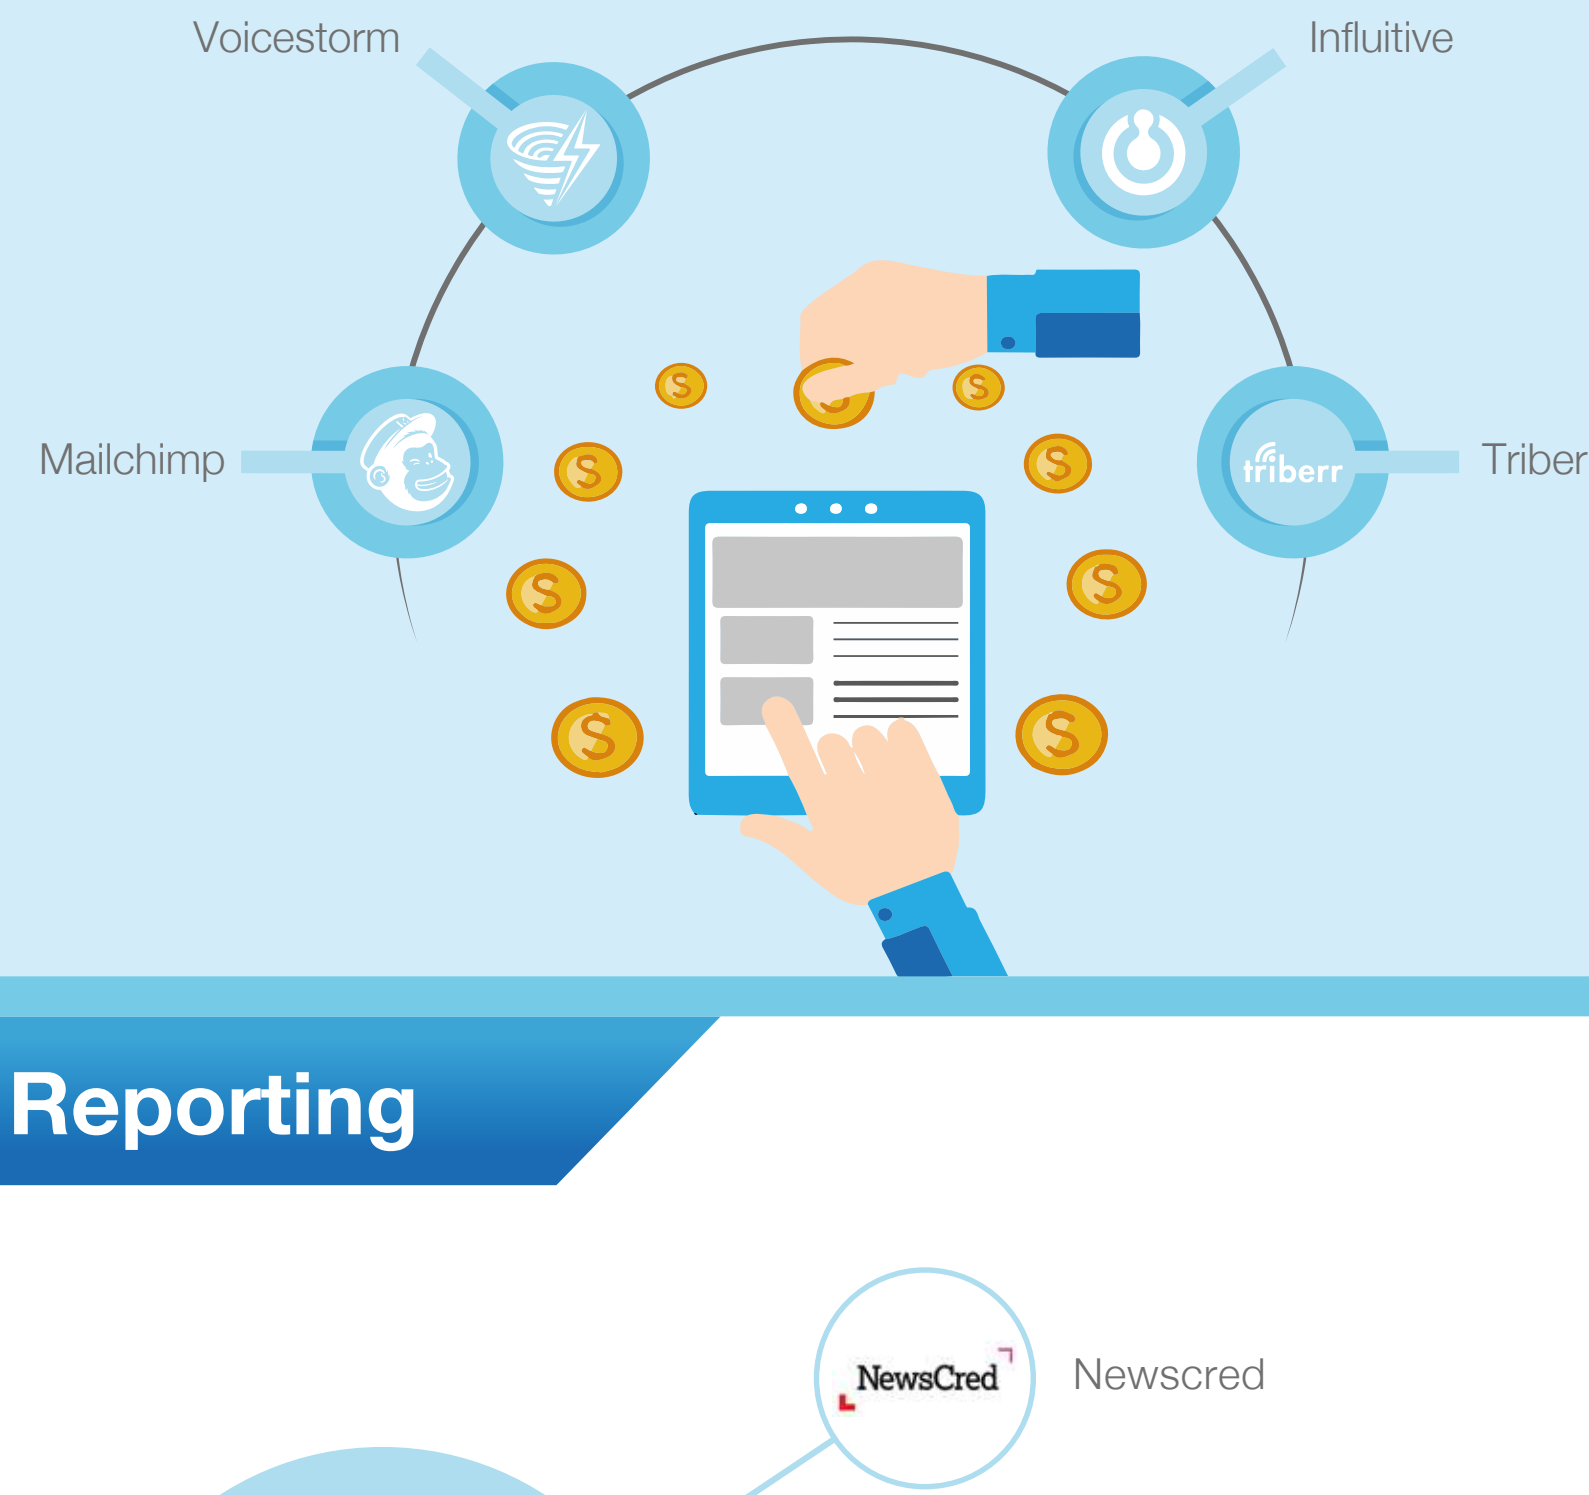 Voicestorm
Influitive
Mailchimp
triberr
Triber
Reporting
NewsCred
Newscred